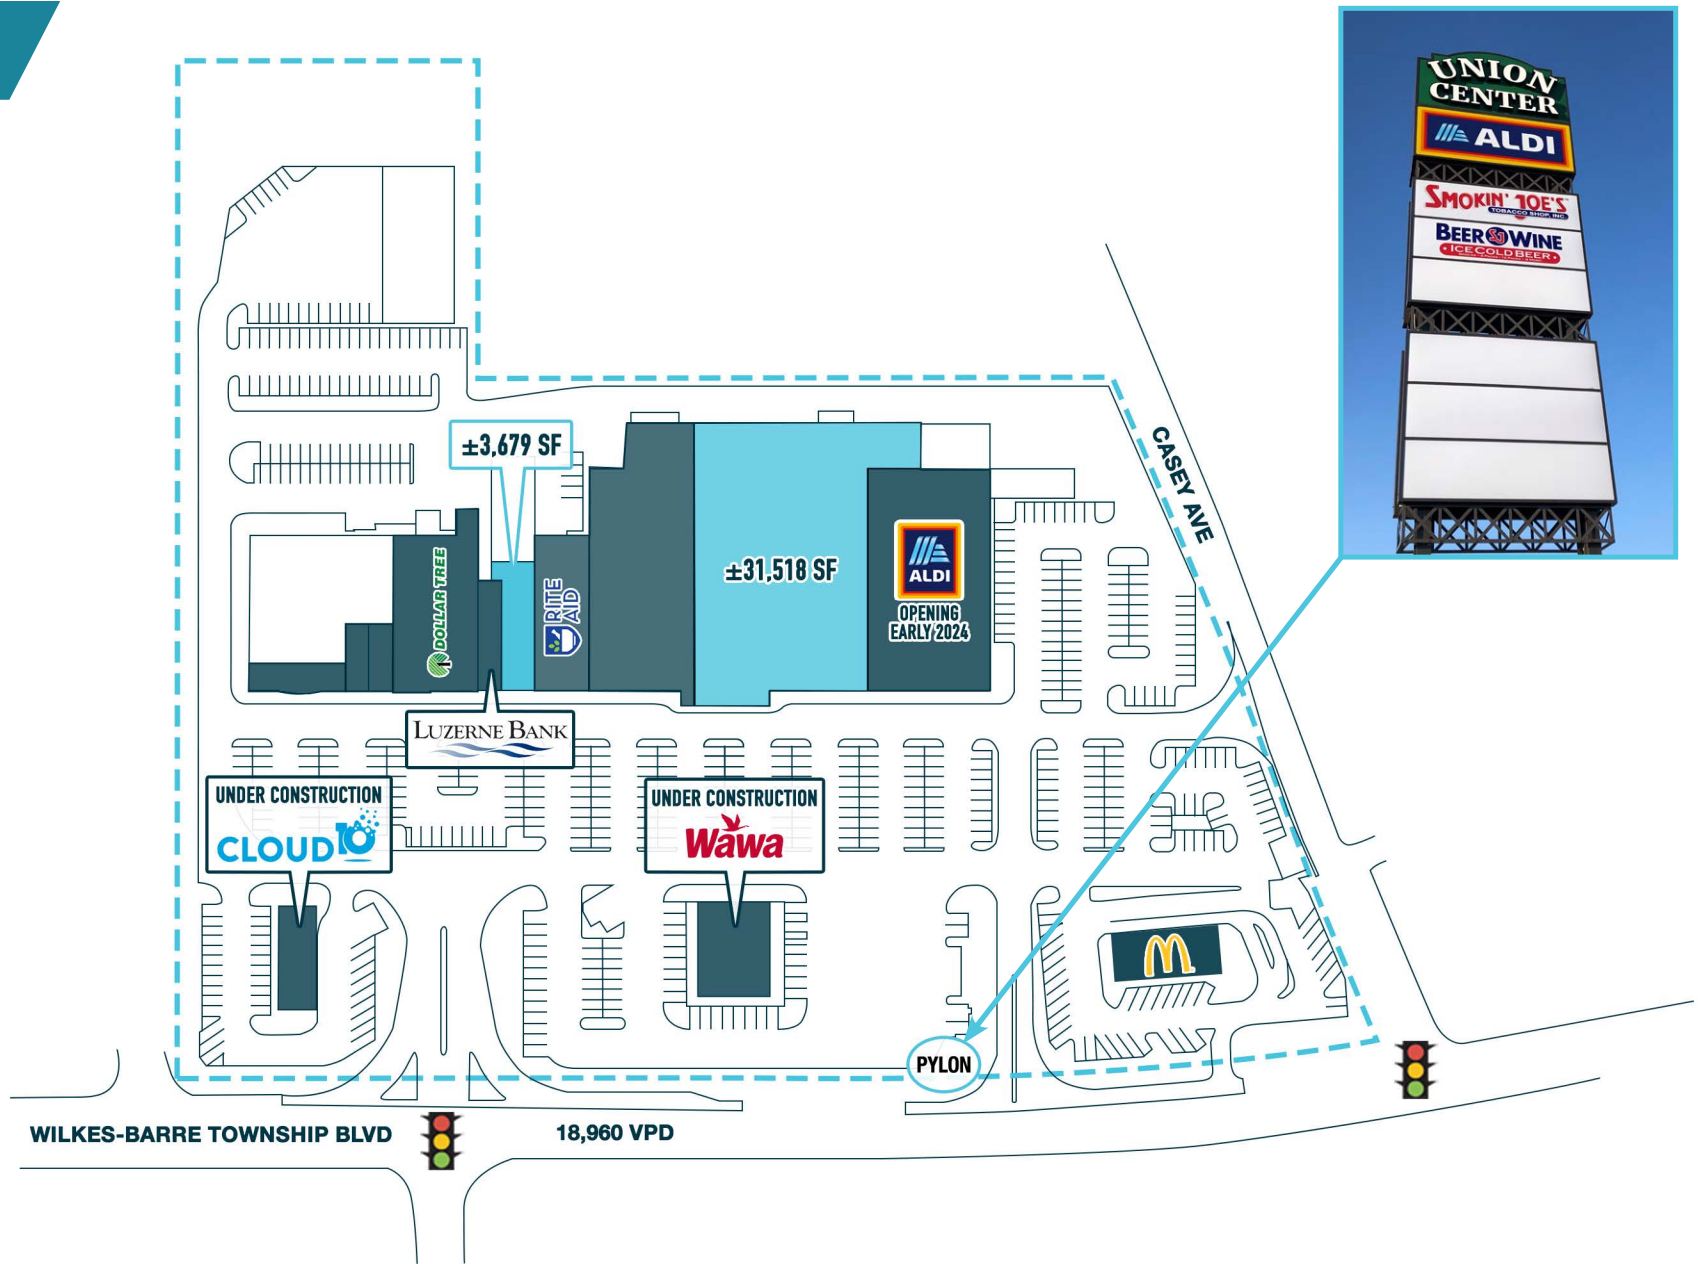 UNION
CENTER
ALDI
SMOKIN' JOE'S
TOBACCO SHOP, INC
BEER SJ WINE
ICE COLD BEER
±3,679 SF
CASEY AVE
DOLLAR TREE
RITE
AID
±31,518 SF
ALDI
OPENING
EARLY 2024
LUZERNE BANK
UNDER CONSTRUCTION
CLOUD10
UNDER CONSTRUCTION
Wawa
PYLON
WILKES-BARRE TOWNSHIP BLVD
18,960 VPD